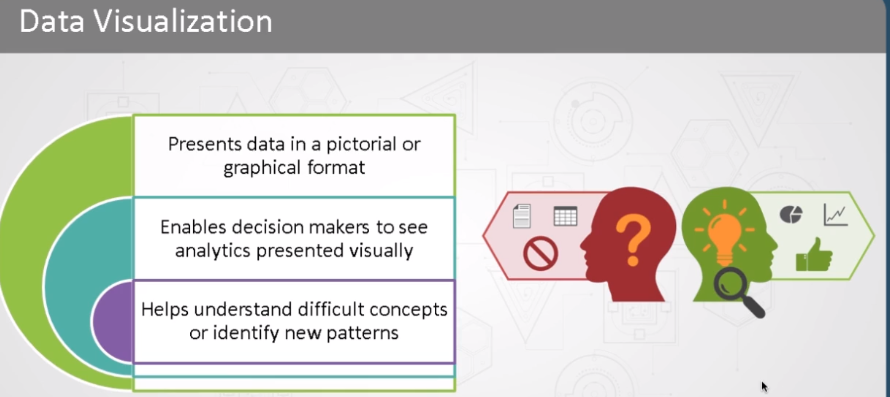 Data Visualization
Presents data in a pictorial or
graphical format
Enables decision makers to see
analytics presented visually
Helps understand difficult concepts
or identify new patterns
?